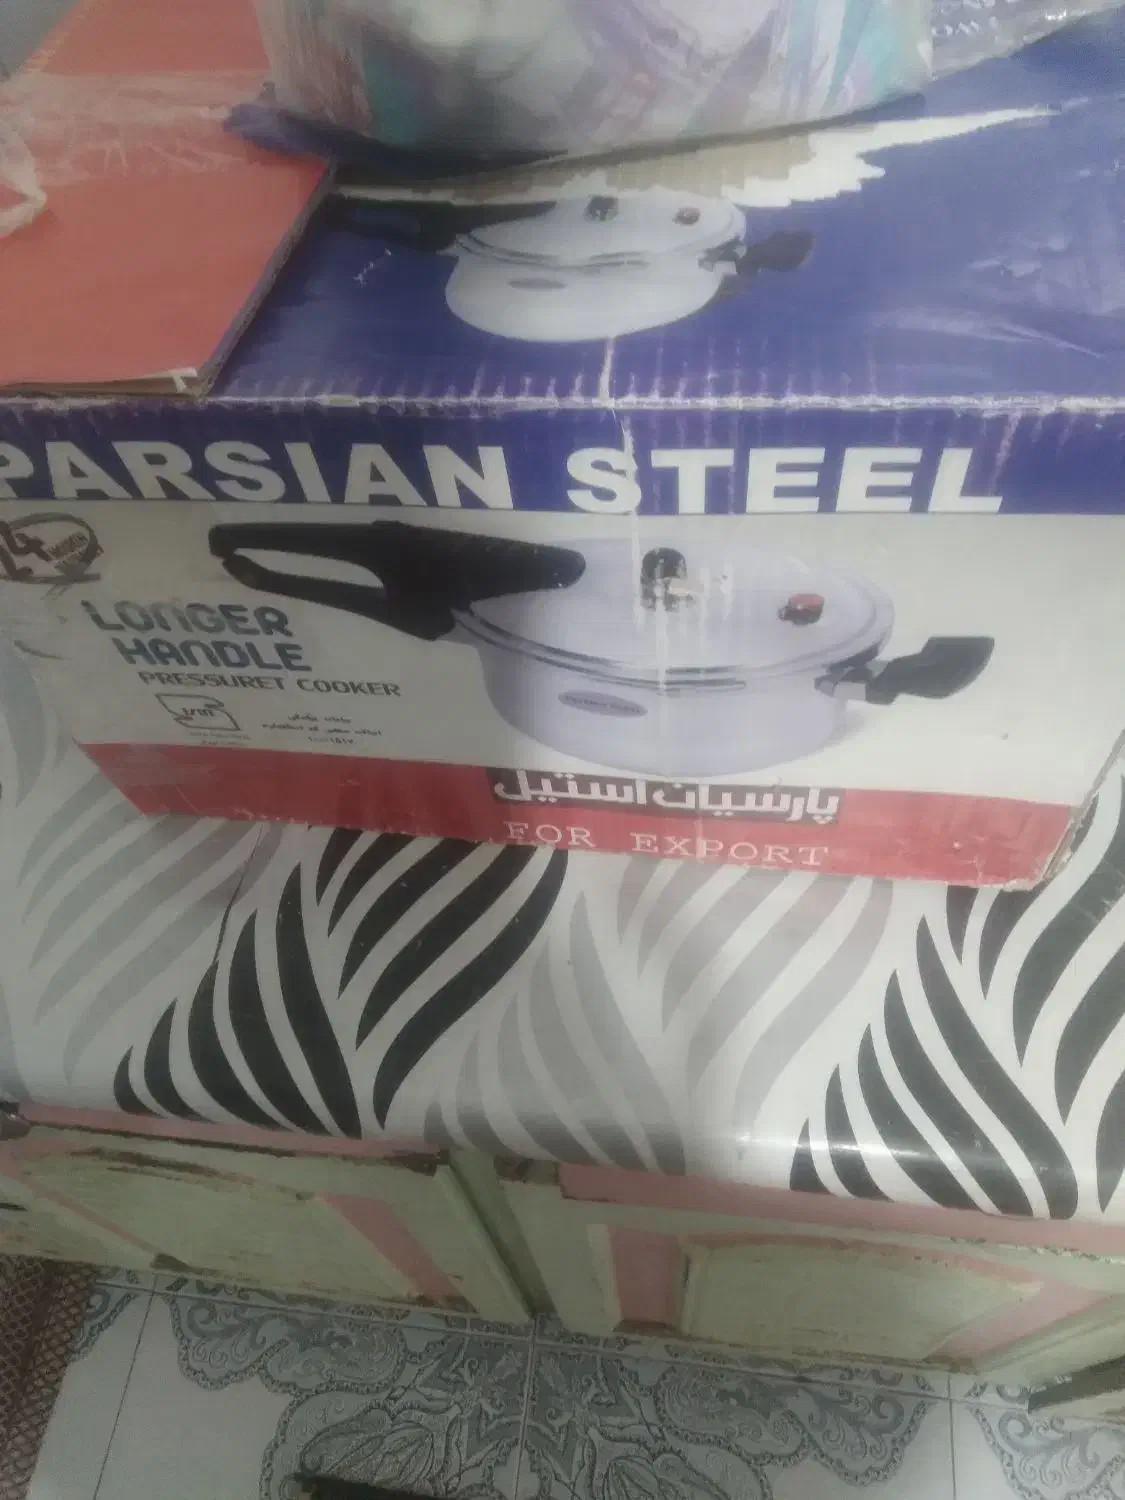 PARSIAN STEEL
LONGER
HANDLE
PRESSURET COOKER
پارسیان استیل
FOR EXPORT